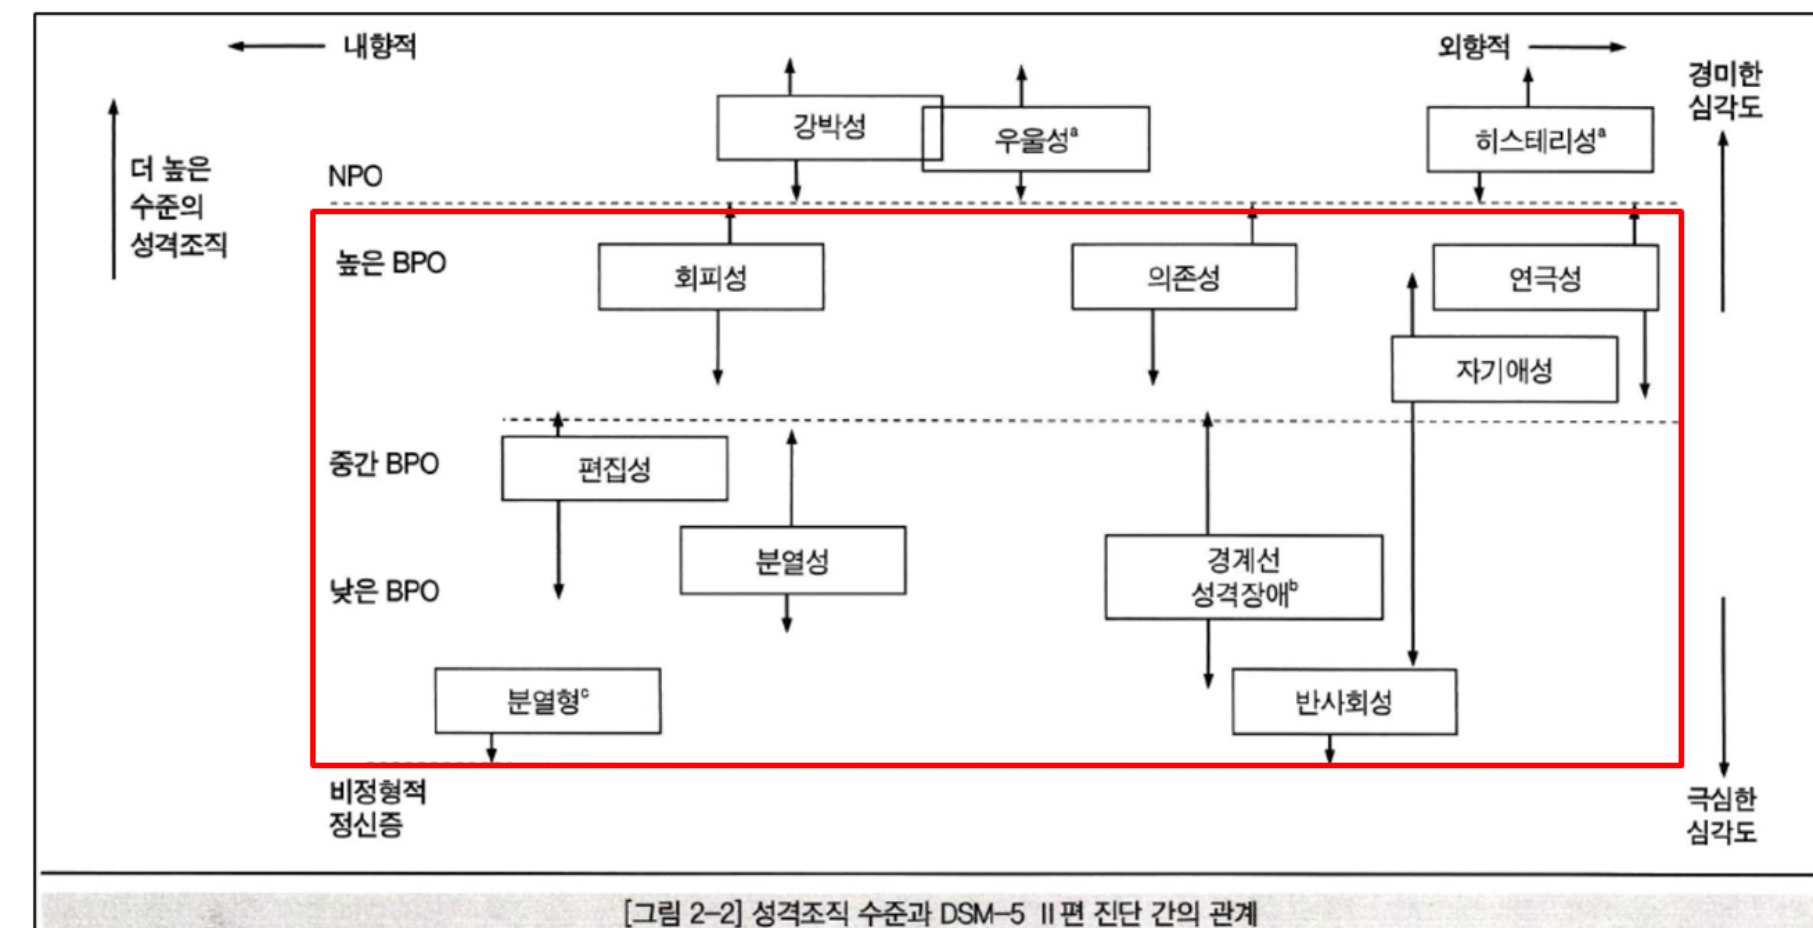 내향적
외향적
경미한
심각도
더 높은
수준의
성격조직
강박성
우울성ᵃ
히스테리성ᵃ
NPO
높은 BPO
회피성
의존성
연극성
자기애성
중간 BPO
편집성
분열성
경계선
성격장애ᵇ
낮은 BPO
분열형ᶜ
반사회성
비정형적
정신증
극심한
심각도
[그림 2-2] 성격조직 수준과 DSM-5 II편 진단 간의 관계